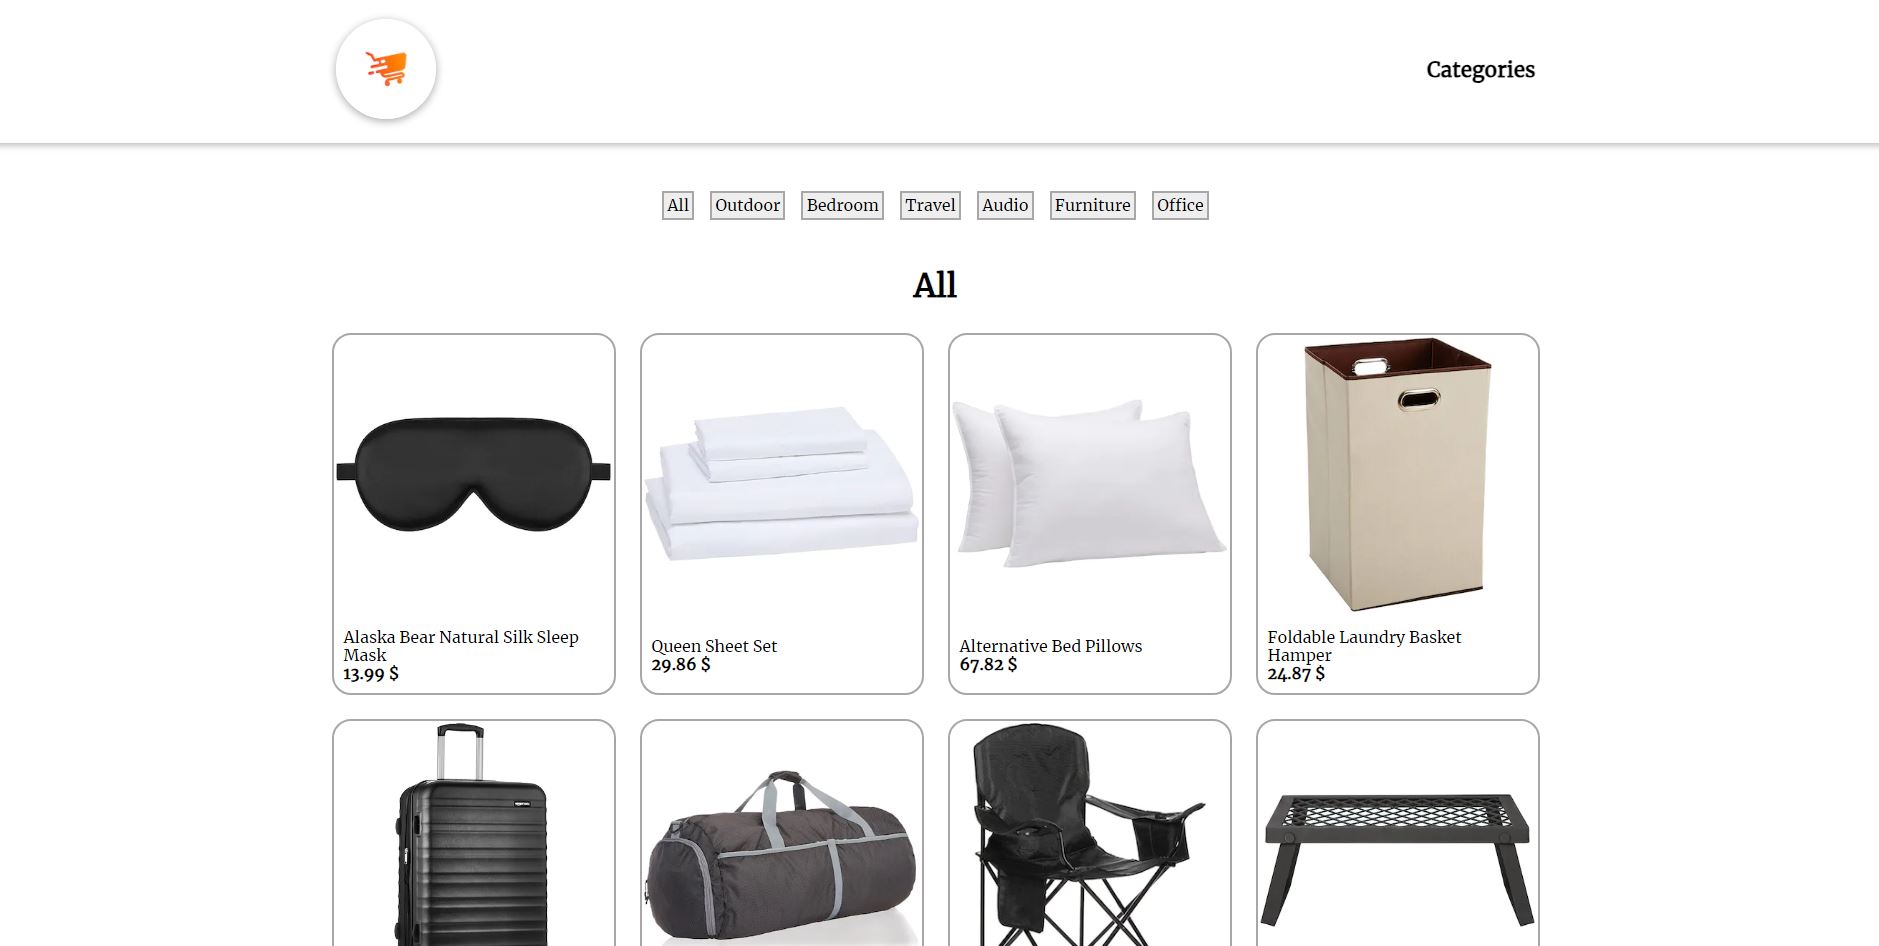 Categories
All Outdoor Bedroom Travel Audio Furniture Office
All
Alaska Bear Natural Silk Sleep
Mask
13.99 $
Queen Sheet Set
29.86 $
Alternative Bed Pillows
67.82 $
Foldable Laundry Basket
Hamper
24.87 $